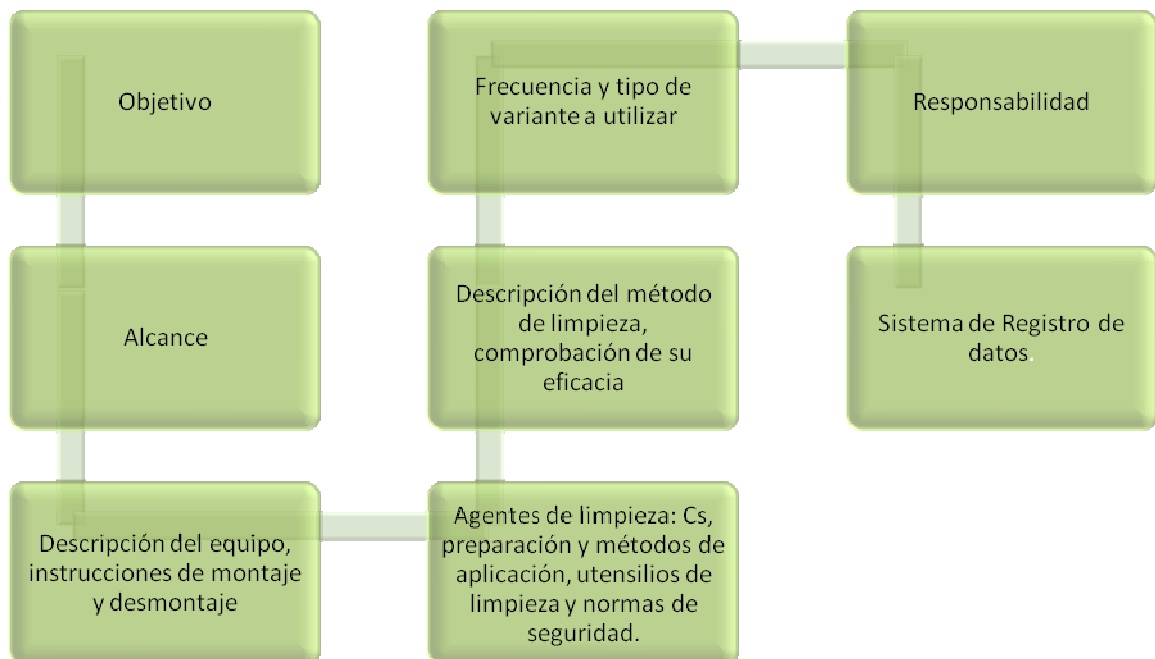 Objetivo
Alcance
Descripción del equipo,
instrucciones de montaje
y desmontaje
Agentes de limpieza: Cs,
preparación y métodos de
aplicación, utensilios de
limpieza y normas de
seguridad.
Descripción del método
de limpieza,
comprobación de su
eficacia
Frecuencia y tipo de
variante a utilizar
Responsabilidad
Sistema de Registro de
datos.